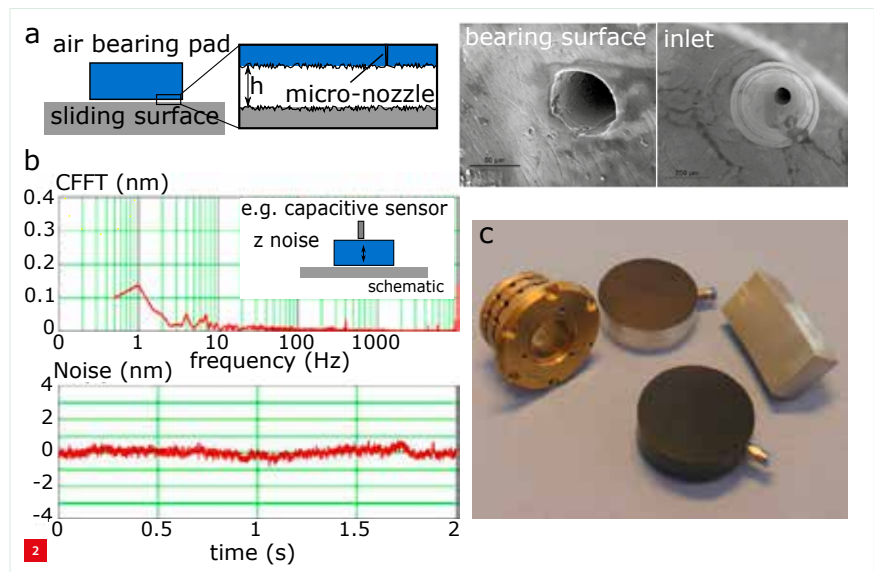 a
air bearing pad
h
micro-nozzle
sliding surface
bearing surface
inlet
b
CFFT (nm)
0.4
0.3
0.2
0.1
0
e.g. capacitive sensor
z noise
schematic
0 1 10 100 1000
frequency (Hz)
Noise (nm)
4
2
0
-2
-4
0 0.5 1 1.5 2
time (s)
c
2